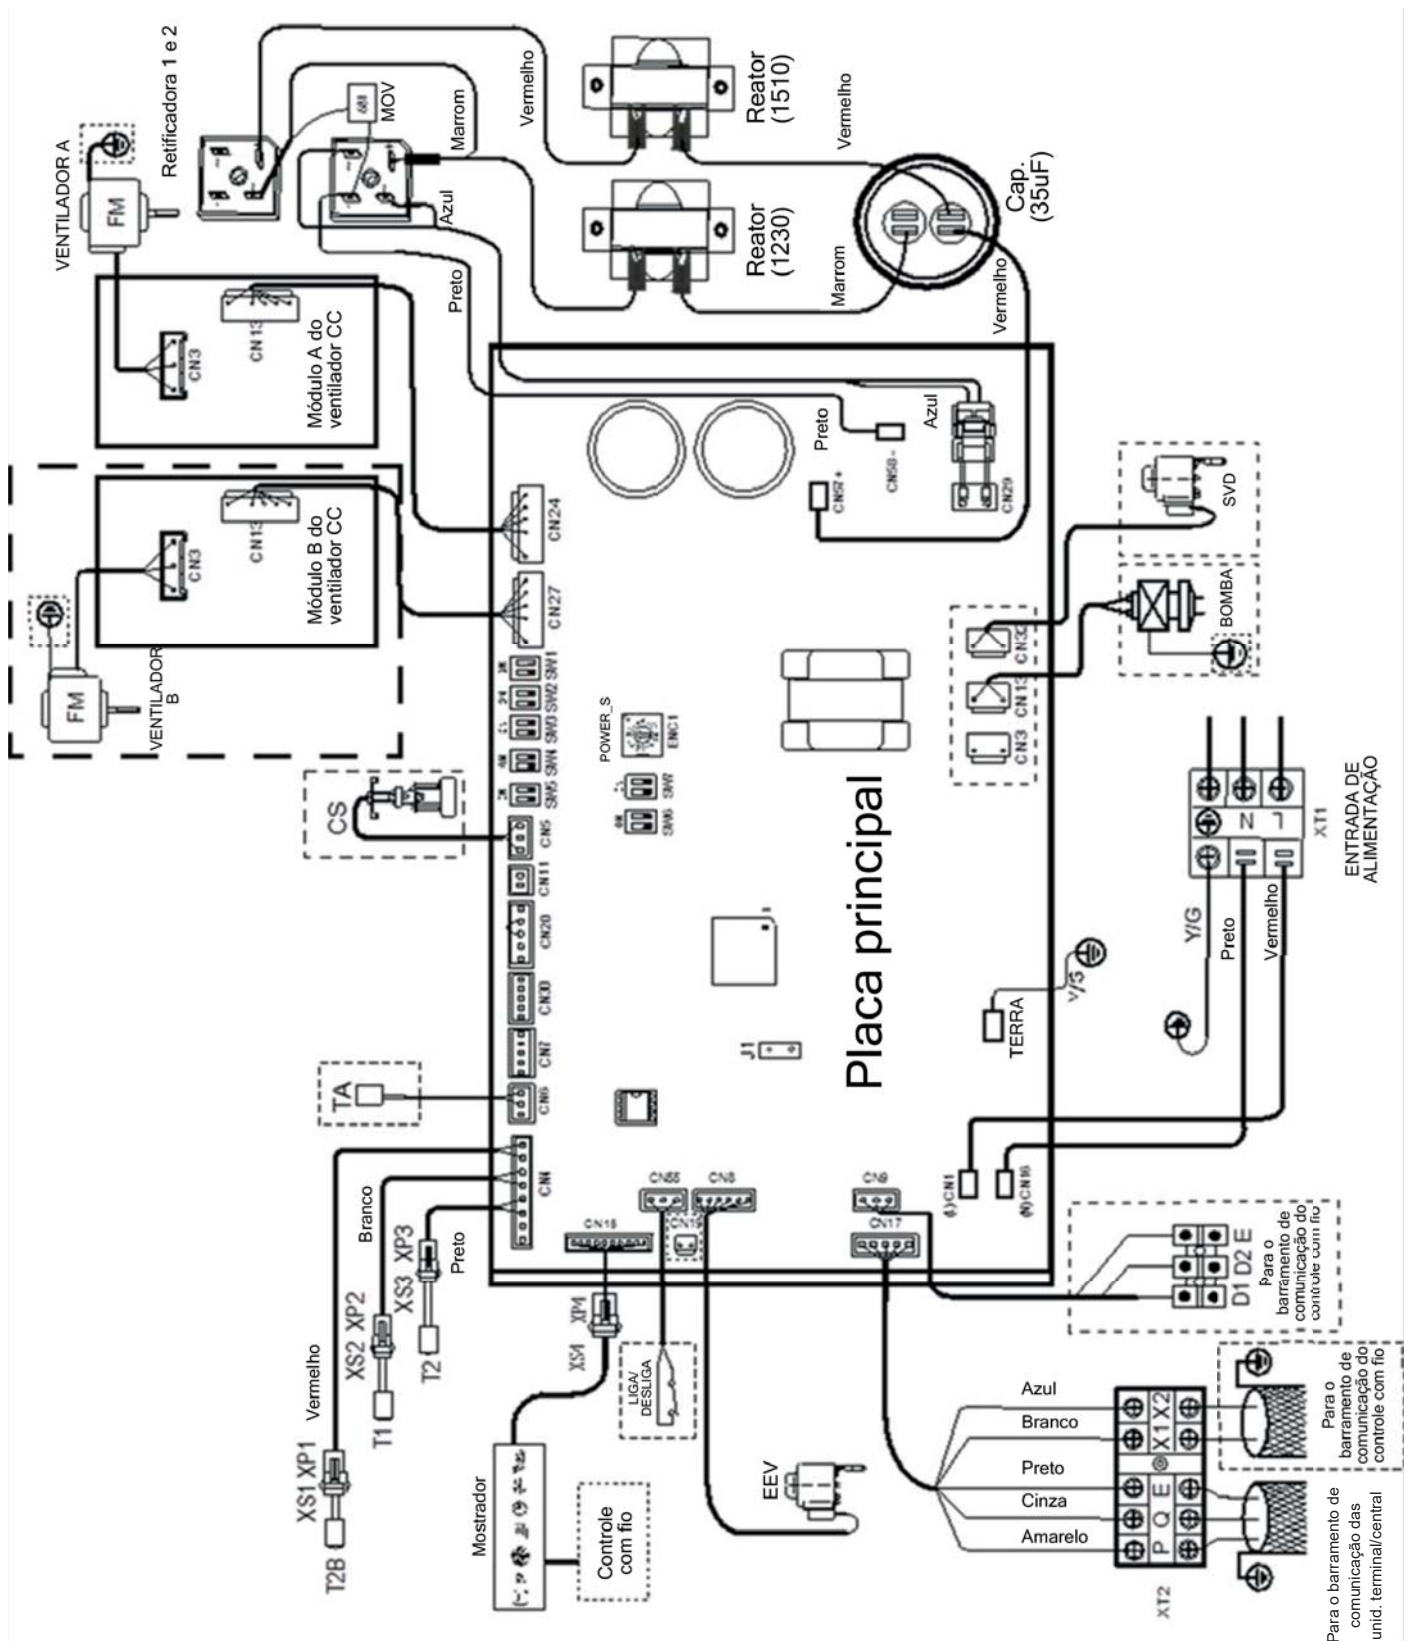 VENTILADOR A
Retificadora 1 e 2
FM
MOV
Marrom
Vermelho
Reator
(1510)
Vermelho
Azul
Preto
Reator
(1230)
Marrom
Cap.
(35uF)
Vermelho
CN3
CN13
Módulo A do
ventilador CC
CN3
CN13
Módulo B do
ventilador CC
FM
VENTILADOR
B
CN24
CN27
SW1
SW2
SW3
SW4
SW5
POWER_S
ENC1
SW7
SW6
Preto
CN57+
CN58-
Azul
CN29
SVD
BOMBA
CN32
CN13
CN3
CS
CN5
CN11
CN20
CN30
CN7
CN6
TA
CN4
J1
Placa principal
TERRA
Y/G
N
L
XT1
ENTRADA DE
ALIMENTAÇÃO
Y/G
Preto
Vermelho
Vermelho
Branco
Preto
XS1 XP1
T2B
XS2 XP2
T1
XS3 XP3
T2
CN15
CN55
CN19
CN8
CN9
CN17
(L)CN1
(N)CN16
XS4 XP4
LIGA/
DESLIGA
Mostrador
Controle
com fio
EEV
D1 D2 E
Para o
barramento de
comunicação do
controle com fio
Azul
Branco
Preto
Cinza
Amarelo
P Q E X1 X2
XT2
Para o
barramento de
comunicação do
controle com fio
Para o barramento de
comunicação das
unid. terminal/central